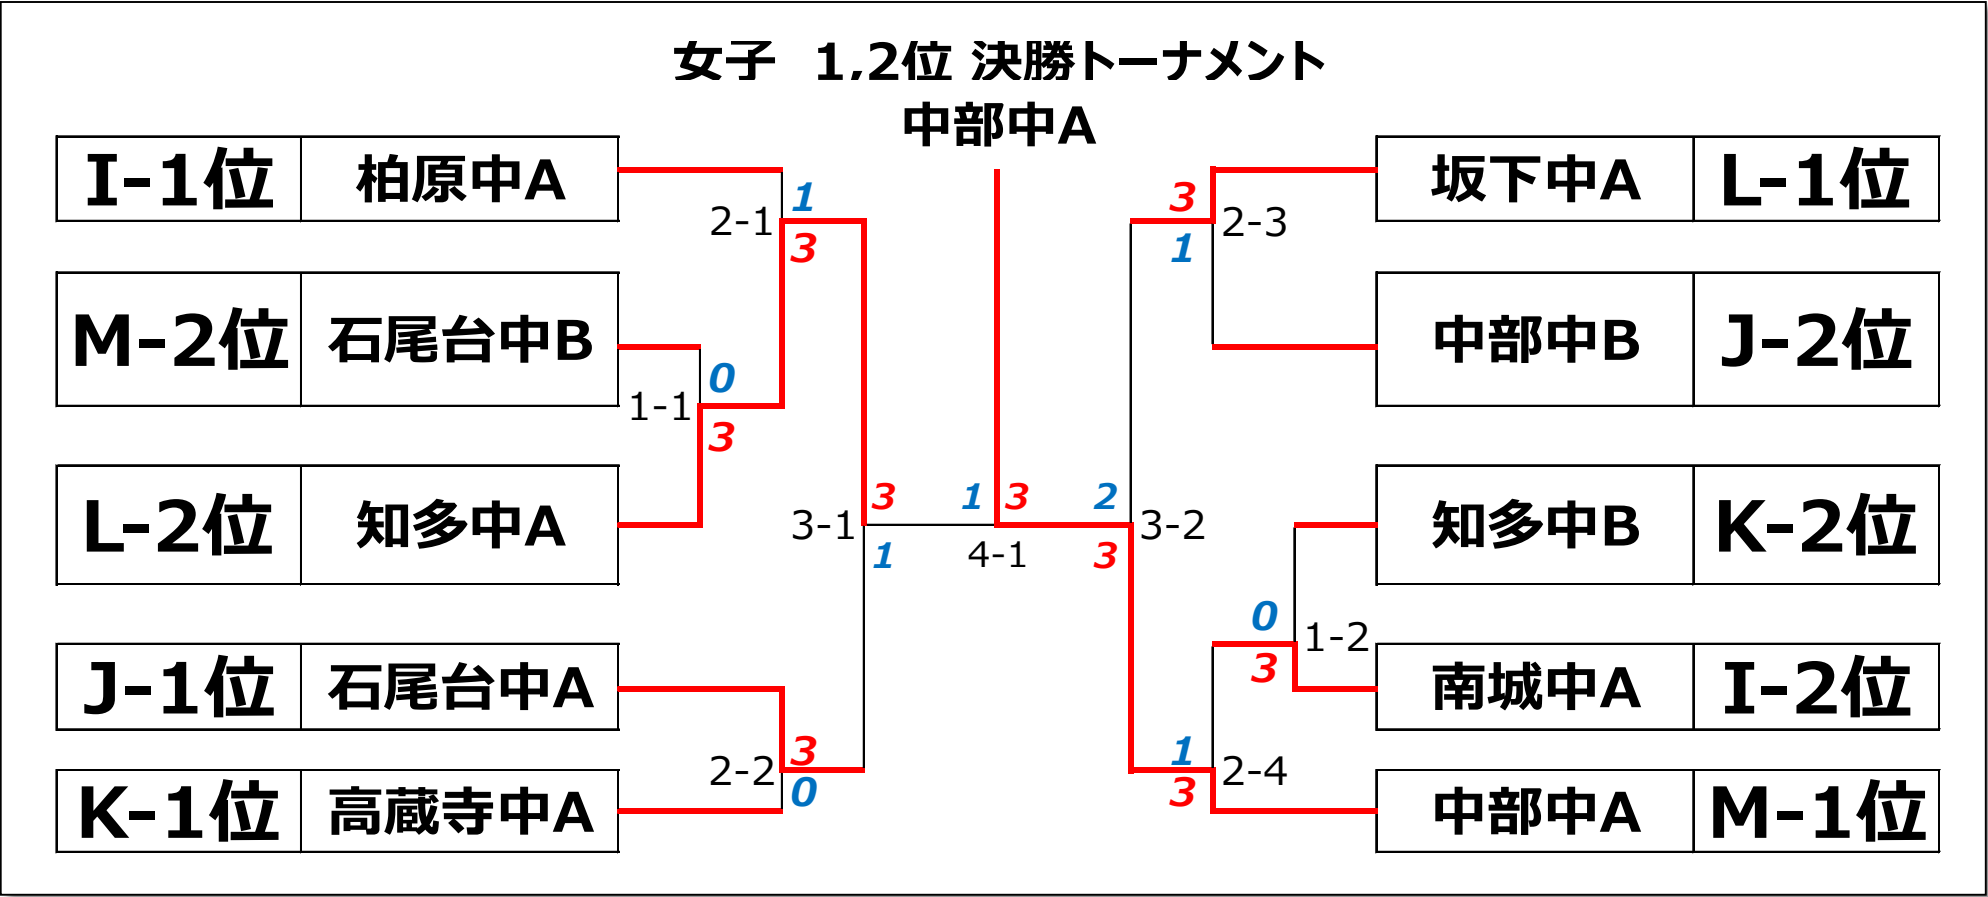 女子　1,2位 決勝トーナメント
中部中A
I-1位 柏原中A
M-2位 石尾台中B
L-2位 知多中A
J-1位 石尾台中A
K-1位 高蔵寺中A
2-1
1
3
1-1
0
3
3-1
3
1
2-2
3
0
1 3
4-1
3
1
2-3
2
3
3-2
0
3
1-2
1
3
2-4
坂下中A L-1位
中部中B J-2位
知多中B K-2位
南城中A I-2位
中部中A M-1位